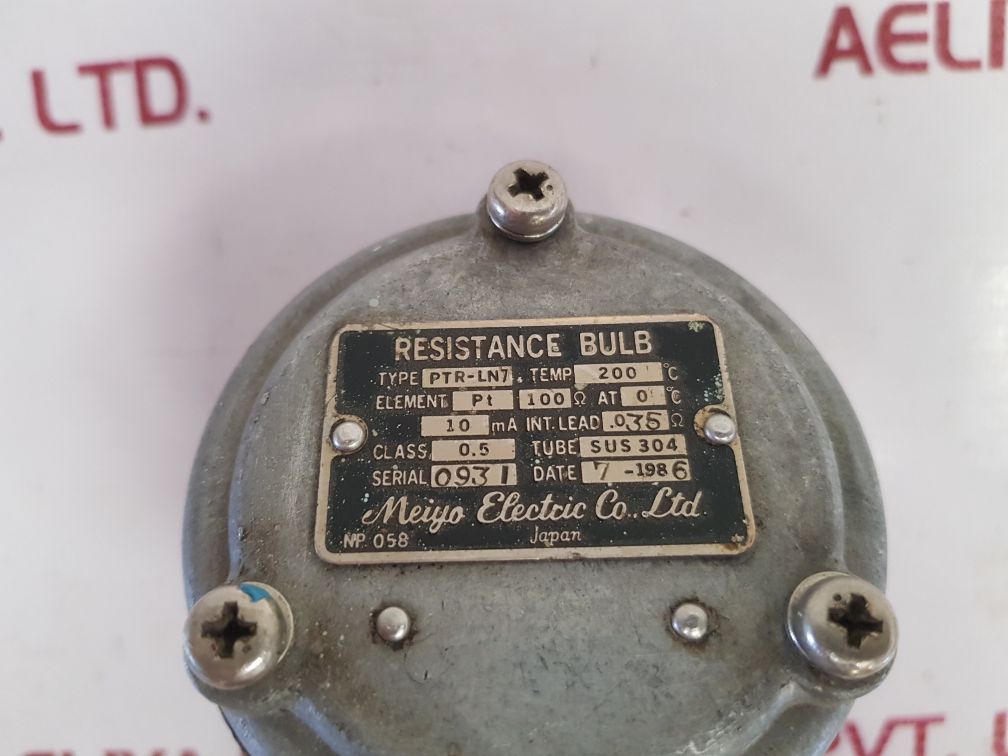 . LTD.
AELI
RESISTANCE BULB
TYPE PTR-LN7 TEMP 200 °C
ELEMENT Pt 100 Ω AT 0 °C
10 mA INT. LEAD .035 Ω
CLASS 0.5 TUBE SUS 304
SERIAL 0931 DATE 7-1986
Meiyo Electric Co., Ltd.
NP 058 Japan
PVT.